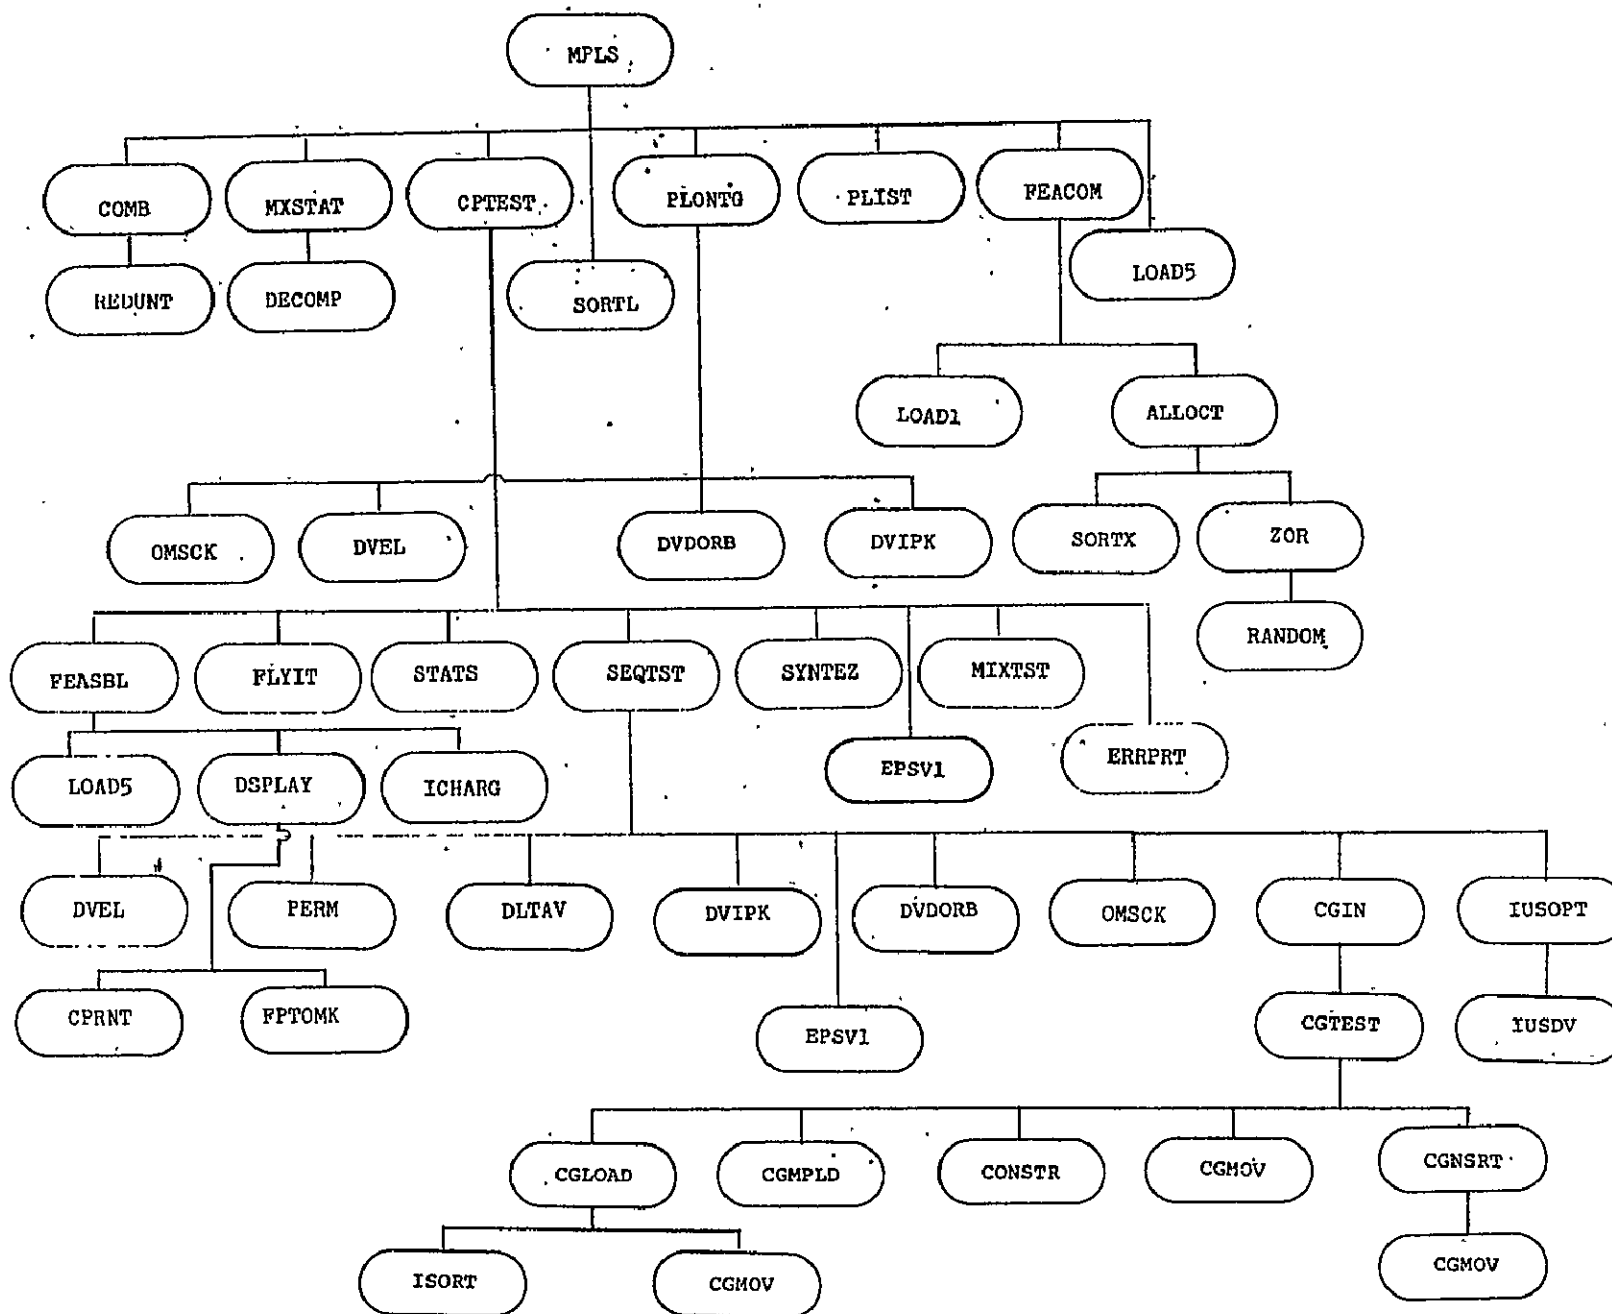 MPLS
COMB
MXSTAT
CPTEST
PLONTG
PLIST
FEACOM
LOAD5
REDUNT
DECOMP
SORTL
LOAD1
ALLOCT
OMSCK
DVEL
DVDORB
DVIPK
SORTX
ZOR
RANDOM
FEASBL
FLYIT
STATS
SEQTST
SYNTEZ
MIXTST
EPSV1
ERRPRT
LOAD5
DSPLAY
ICHARG
DVEL
PERM
DLTAV
DVIPK
DVDORB
OMSCK
CGIN
IUSOPT
CPRNT
FPTOMK
EPSV1
CGTEST
IUSDV
CGLOAD
CGMPLD
CONSTR
CGMOV
CGNSRT
ISORT
CGMOV
CGMOV